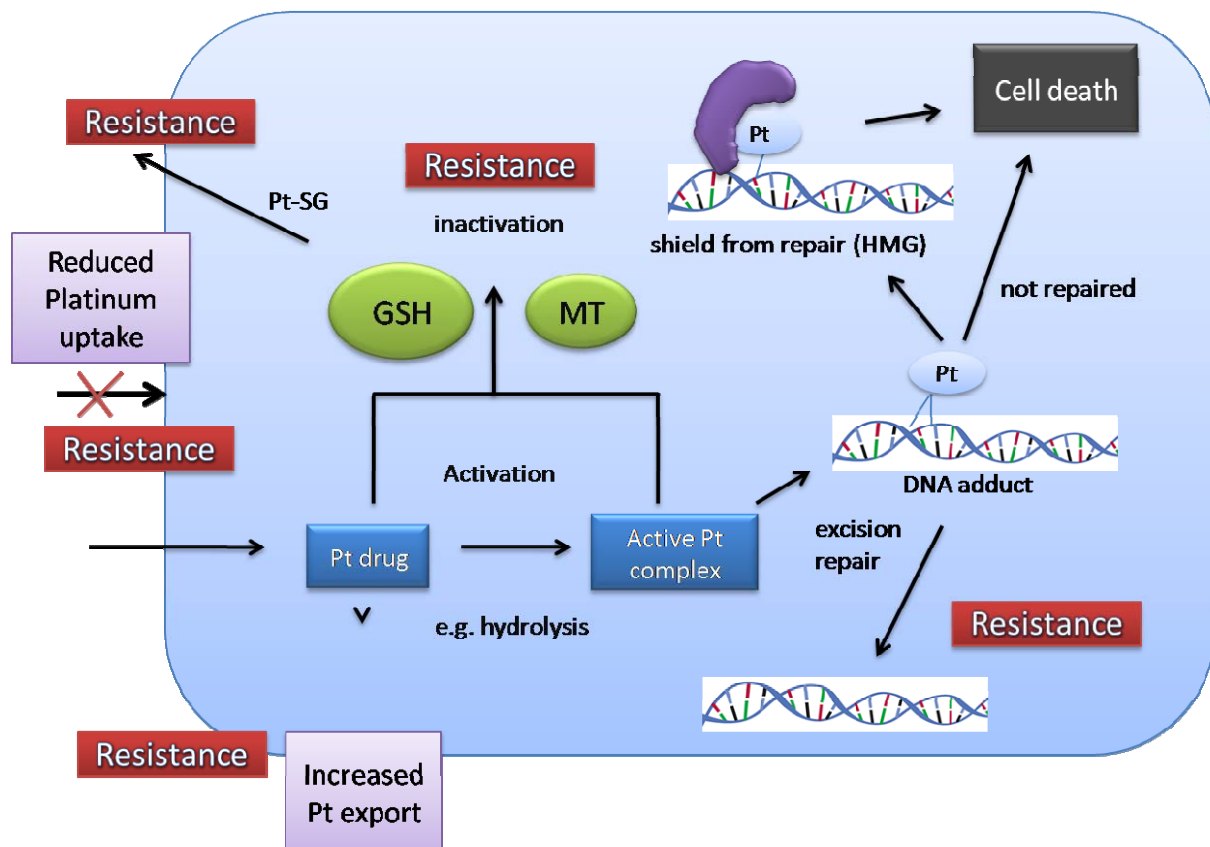 Cell death
Resistance
Pt
Resistance
Pt-SG
inactivation
shield from repair (HMG)
Reduced
Platinum
uptake
GSH
MT
not repaired
Pt
Resistance
Activation
DNA adduct
Pt drug
Active Pt
complex
excision
repair
e.g. hydrolysis
Resistance
Resistance
Increased
Pt export